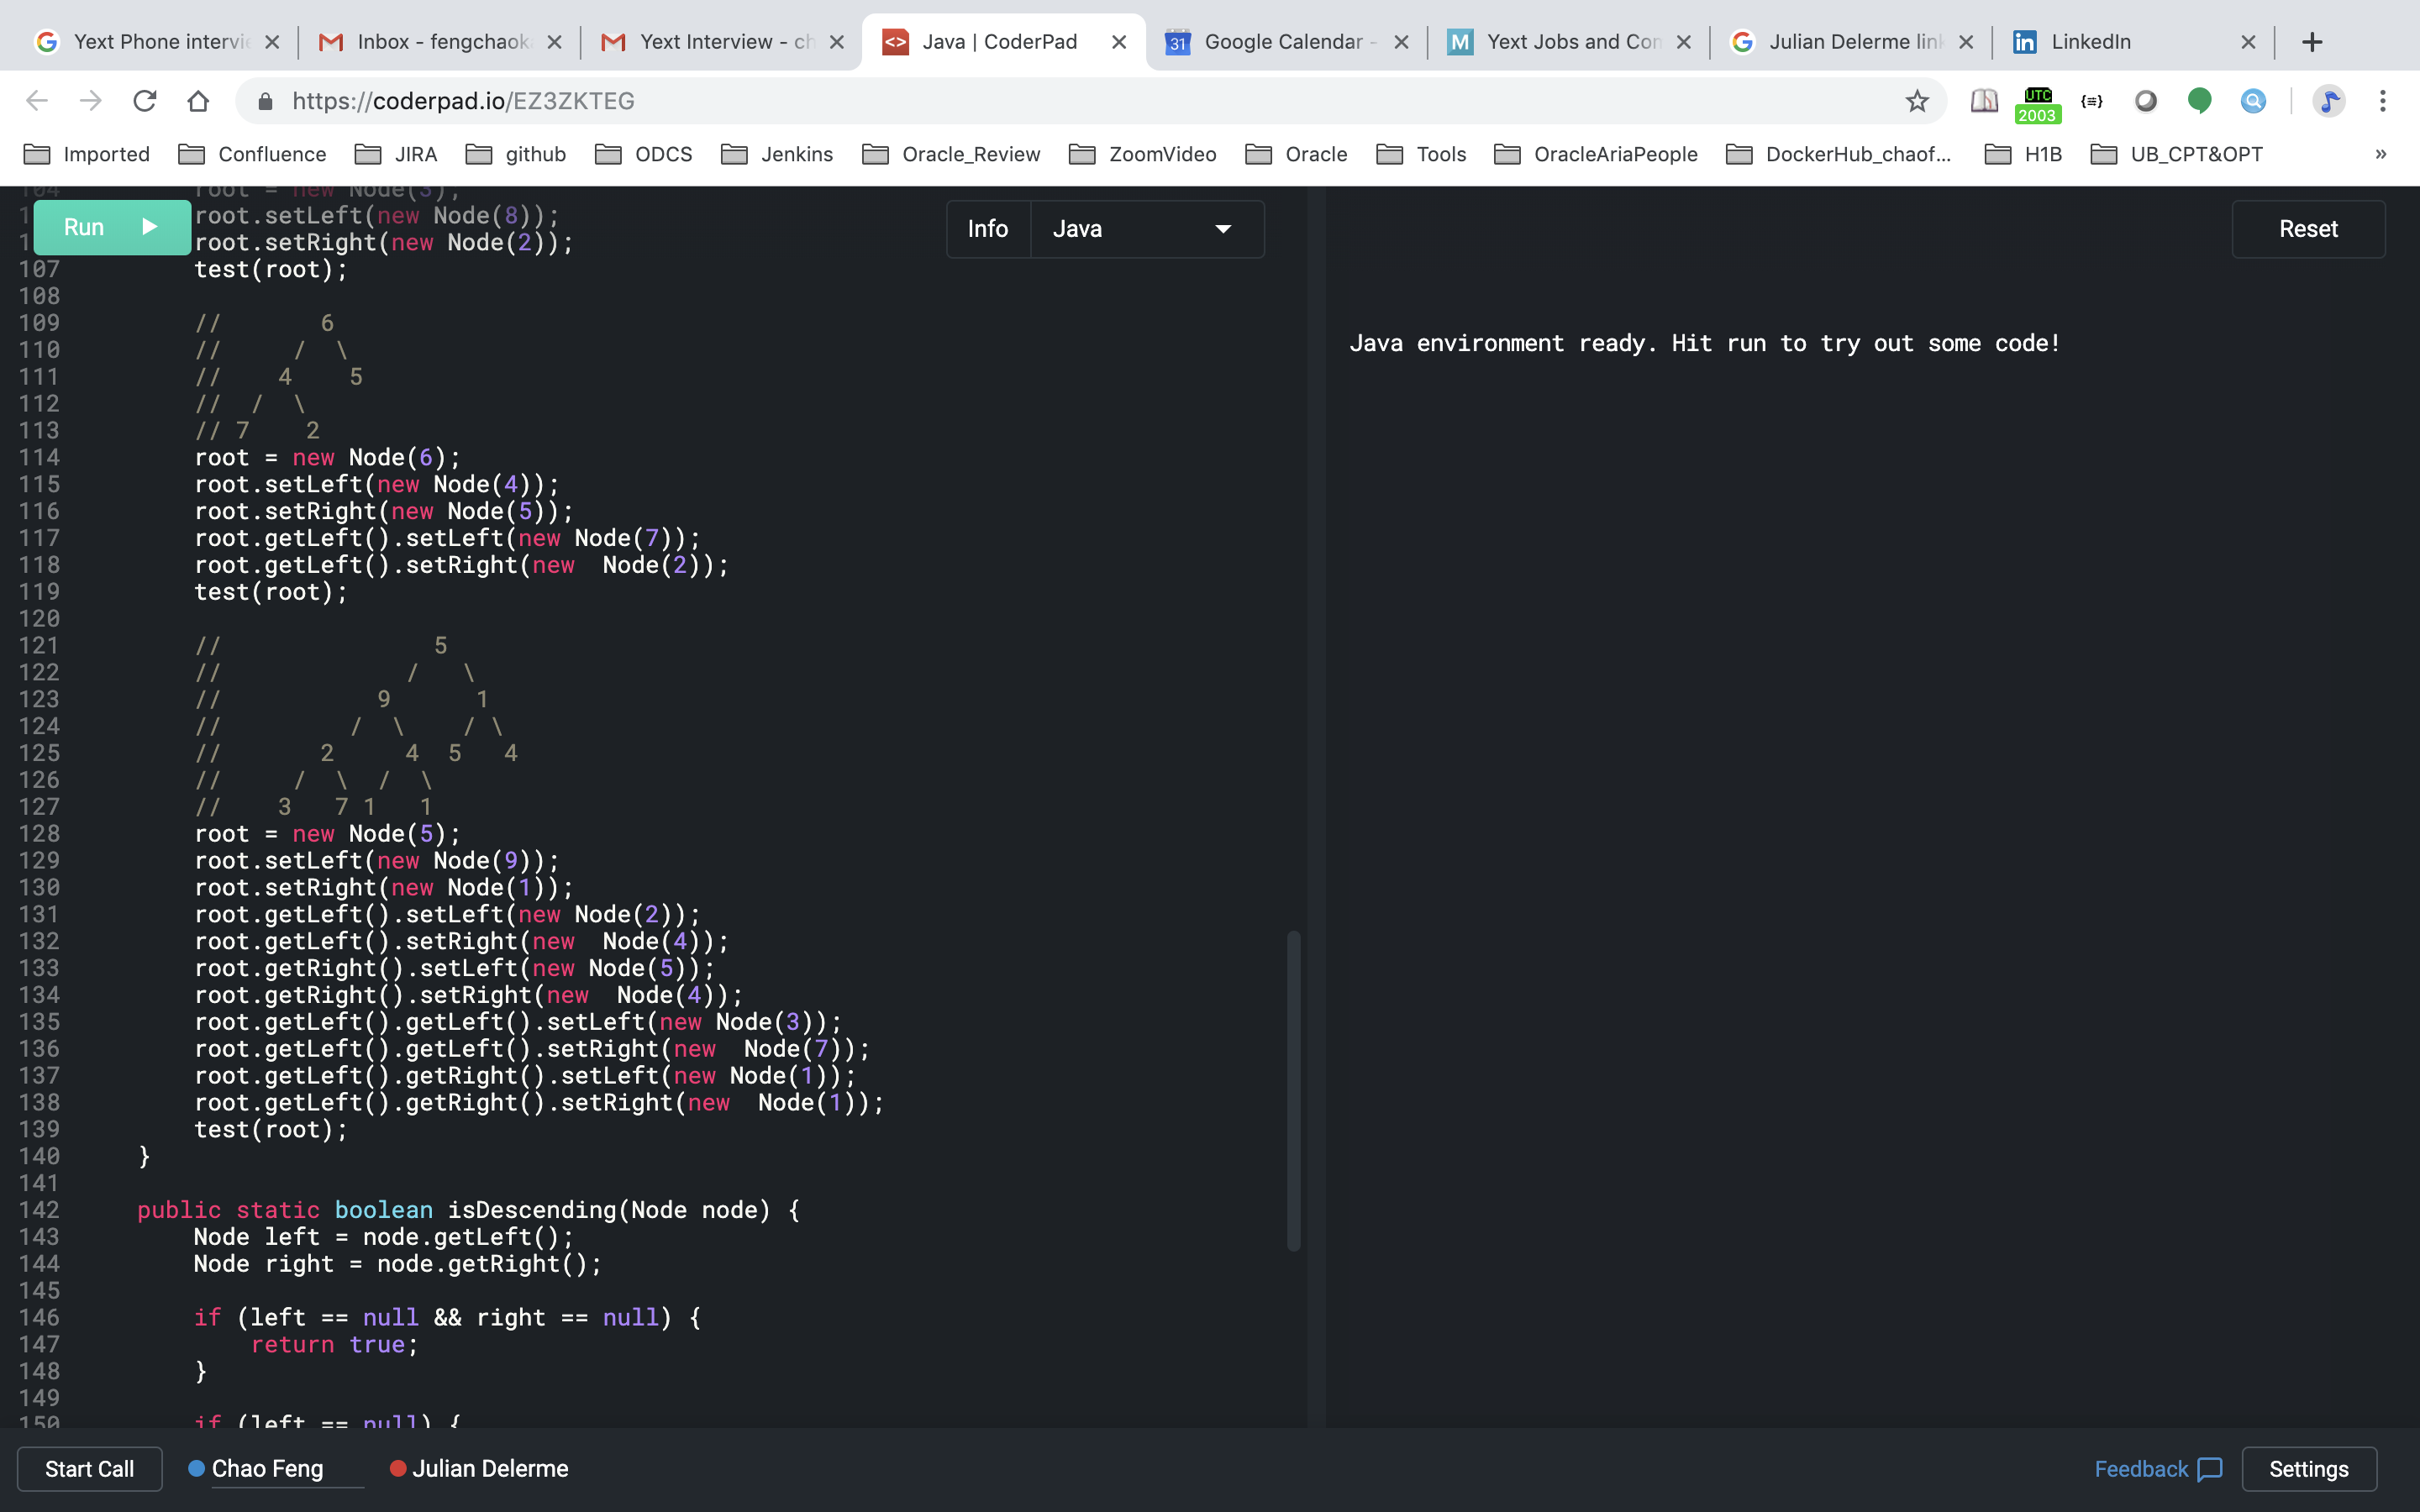 Yext Phone intervi
Inbox - fengchaok
Yext Interview - ch
Java | CoderPad
Google Calendar -
Yext Jobs and Con
Julian Delerme lin
LinkedIn
https://coderpad.io/EZ3ZKTEG
UTC
2003
Imported
Confluence
JIRA
github
ODCS
Jenkins
Oracle_Review
ZoomVideo
Oracle
Tools
OracleAriaPeople
DockerHub_chaof...
H1B
UB_CPT&OPT
»
Run
Info
Java
Reset
104 root = new Node(3);
1 root.setLeft(new Node(8));
1 root.setRight(new Node(2));
107 test(root);
108
109 // 6
110 // / \
111 // 4 5
112 // / \
113 // 7 2
114 root = new Node(6);
115 root.setLeft(new Node(4));
116 root.setRight(new Node(5));
117 root.getLeft().setLeft(new Node(7));
118 root.getLeft().setRight(new  Node(2));
119 test(root);
120
121 // 5
122 // / \
123 // 9 1
124 // / \ / \
125 // 2 4 5 4
126 // / \ / \
127 // 3 7 1 1
128 root = new Node(5);
129 root.setLeft(new Node(9));
130 root.setRight(new Node(1));
131 root.getLeft().setLeft(new Node(2));
132 root.getLeft().setRight(new  Node(4));
133 root.getRight().setLeft(new Node(5));
134 root.getRight().setRight(new  Node(4));
135 root.getLeft().getLeft().setLeft(new Node(3));
136 root.getLeft().getLeft().setRight(new  Node(7));
137 root.getLeft().getRight().setLeft(new Node(1));
138 root.getLeft().getRight().setRight(new  Node(1));
139 test(root);
140 }
141
142 public static boolean isDescending(Node node) {
143 Node left = node.getLeft();
144 Node right = node.getRight();
145
146 if (left == null && right == null) {
147 return true;
148 }
149
150 if (left == null) {
Java environment ready. Hit run to try out some code!
Start Call
Chao Feng
Julian Delerme
Feedback
Settings